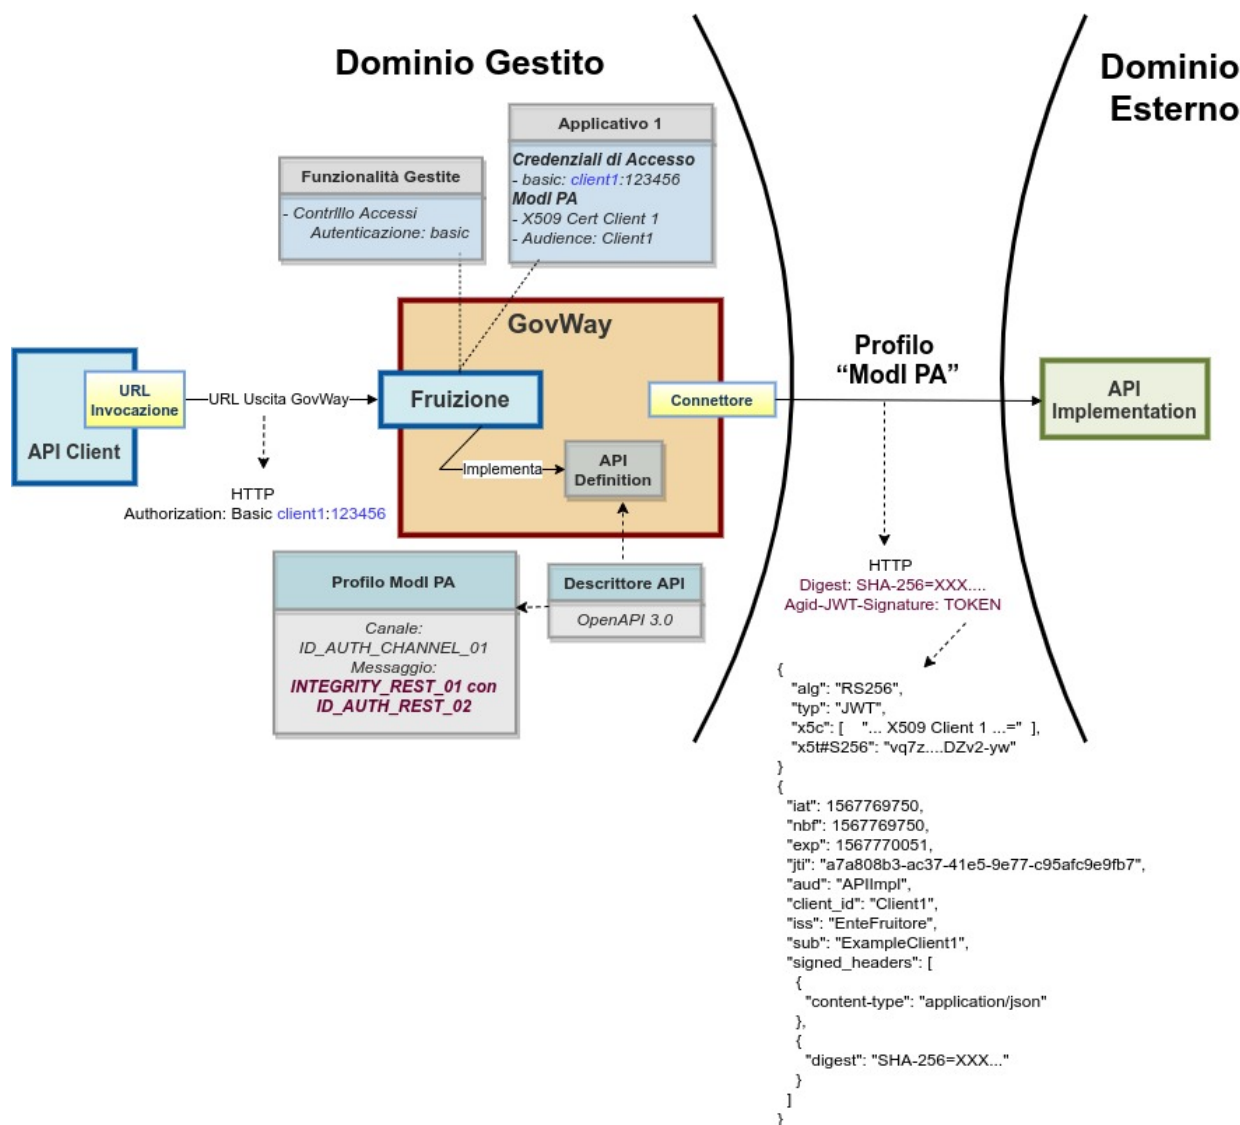 Dominio Gestito
Dominio
Esterno
Applicativo 1
Credenziali di Accesso
- basic: client1:123456
ModI PA
- X509 Cert Client 1
- Audience: Client1
Funzionalità Gestite
- Contrlllo Accessi
Autenticazione: basic
GovWay
Profilo
“ModI PA”
URL
Invocazione
API Client
URL Uscita GovWay
Fruizione
Connettore
API
Implementation
Implementa
API
Definition
HTTP
Authorization: Basic client1:123456
Profilo ModI PA
Canale:
ID_AUTH_CHANNEL_01
Messaggio:
INTEGRITY_REST_01 con
ID_AUTH_REST_02
Descrittore API
OpenAPI 3.0
HTTP
Digest: SHA-256=XXX....
Agid-JWT-Signature: TOKEN
{
"alg": "RS256",
"typ": "JWT",
"x5c": [ "... X509 Client 1 ...=" ],
"x5t#S256": "vq7z....DZv2-yw"
}
{
"iat": 1567769750,
"nbf": 1567769750,
"exp": 1567770051,
"jti": "a7a808b3-ac37-41e5-9e77-c95afc9e9fb7",
"aud": "APIImpl",
"client_id": "Client1",
"iss": "EnteFruitore",
"sub": "ExampleClient1",
"signed_headers": [
{
"content-type": "application/json"
},
{
"digest": "SHA-256=XXX..."
}
]
}